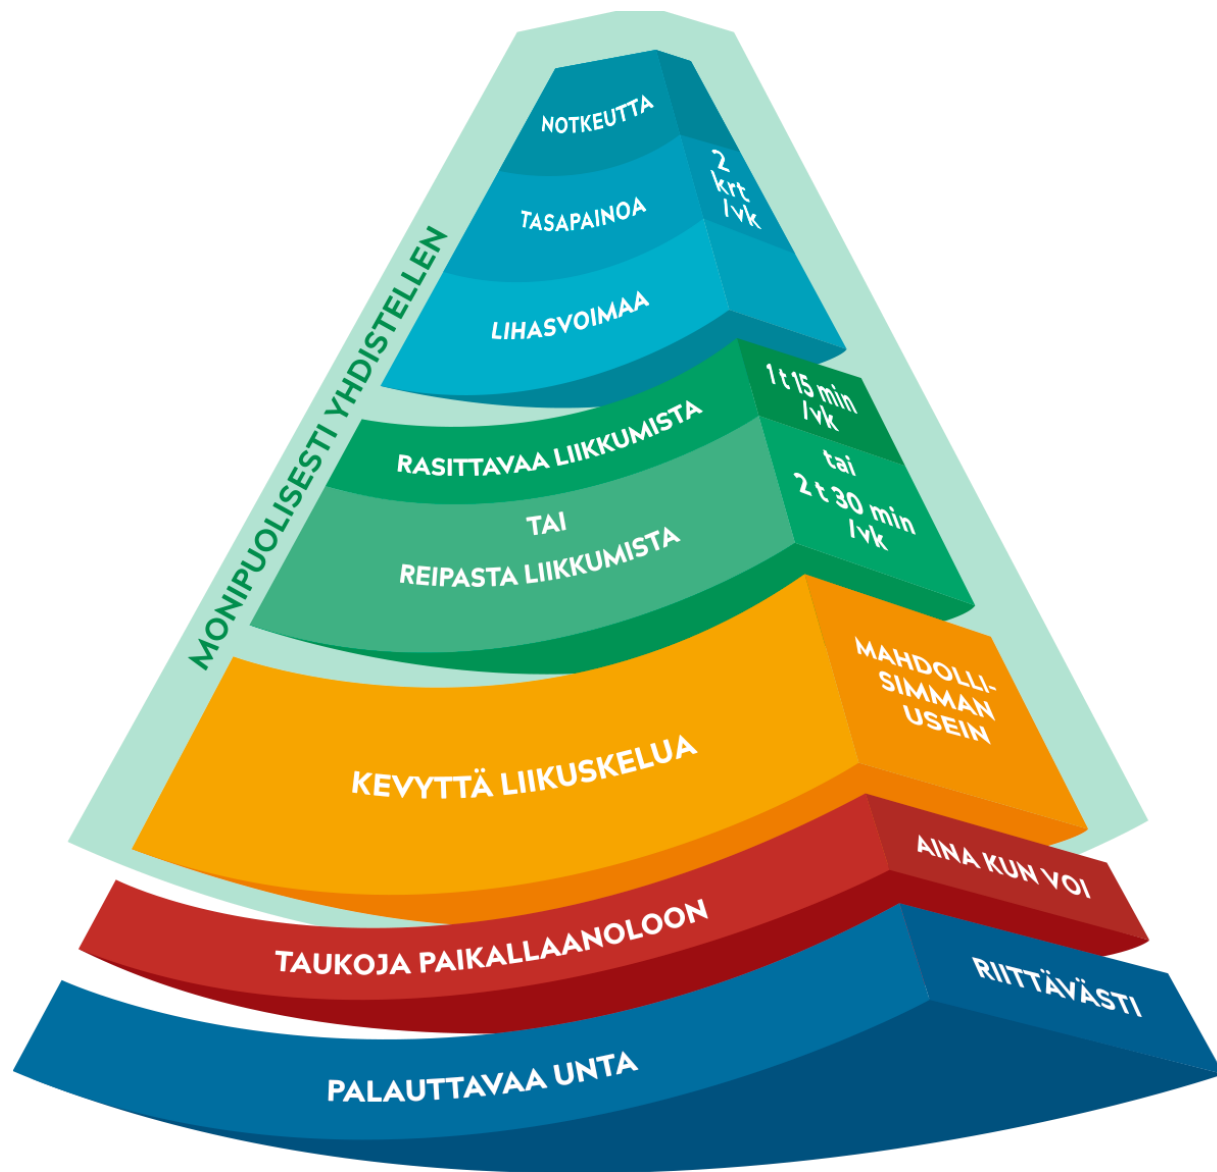 MONIPUOLISESTI YHDISTELLEN
NOTKEUTTA
TASAPAINOA
LIHASVOIMAA
2
krt
/vk
RASITTAVAA LIIKKUMISTA
TAI
REIPASTA LIIKKUMISTA
1 t 15 min
/vk
tai
2 t 30 min
/vk
KEVYTTÄ LIIKUSKELUA
MAHDOLLI-
SIMMAN
USEIN
TAUKOJA PAIKALLAANOLOON
AINA KUN VOI
PALAUTTAVAA UNTA
RIITTÄVÄSTI